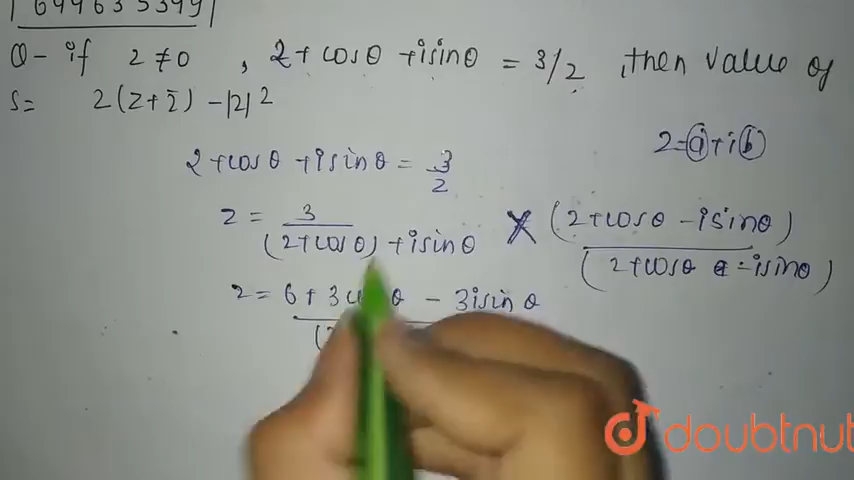 6449635399
Q- if z ≠ 0 , 2 + cosθ + isinθ = 3/z , then value of
S = 2(z + z̄) - |z|²
z = a + ib
2 + cosθ + isinθ = 3/z
z = 3/((2 + cosθ) + isinθ) × (2 + cosθ - isinθ)/(2 + cosθ - isinθ)
z = 6 + 3cosθ - 3isinθ
doubtnut